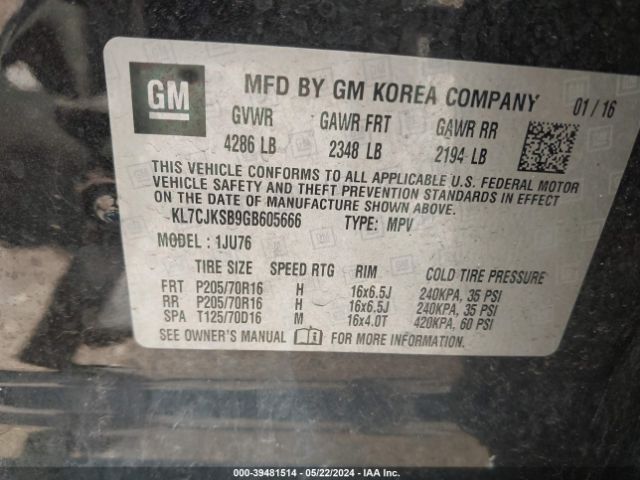 GM
MFD BY GM KOREA COMPANY 01/16
GVWR GAWR FRT GAWR RR
4286 LB 2348 LB 2194 LB
THIS VEHICLE CONFORMS TO ALL APPLICABLE U.S. FEDERAL MOTOR
VEHICLE SAFETY AND THEFT PREVENTION STANDARDS IN EFFECT
ON THE DATE OF MANUFACTURE SHOWN ABOVE.
KL7CJKSB9GB605666 TYPE: MPV
MODEL: 1JU76
TIRE SIZE SPEED RTG RIM COLD TIRE PRESSURE
FRT P205/70R16 H 16x6.5J 240KPA, 35 PSI
RR P205/70R16 H 16x6.5J 240KPA, 35 PSI
SPA T125/70D16 M 16x4.0T 420KPA, 60 PSI
SEE OWNER'S MANUAL FOR MORE INFORMATION.
000-39481514 - 05/22/2024 - IAA Inc.